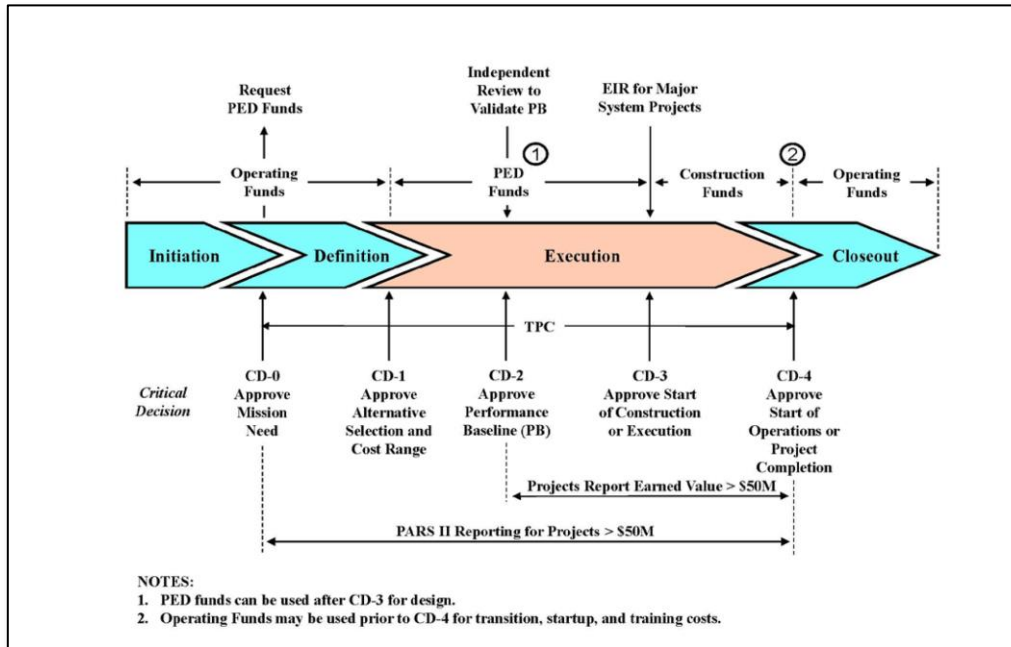 Request
PED Funds
Independent
Review to
Validate PB
EIR for Major
System Projects
1
2
Operating
Funds
PED
Funds
Construction
Funds
Operating
Funds
Initiation
Definition
Execution
Closeout
TPC
Critical
Decision
CD-0
Approve
Mission
Need
CD-1
Approve
Alternative
Selection and
Cost Range
CD-2
Approve
Performance
Baseline (PB)
CD-3
Approve Start
of Construction
or Execution
CD-4
Approve
Start of
Operations or
Project
Completion
Projects Report Earned Value > $50M
PARS II Reporting for Projects > $50M
NOTES:
1. PED funds can be used after CD-3 for design.
2. Operating Funds may be used prior to CD-4 for transition, startup, and training costs.